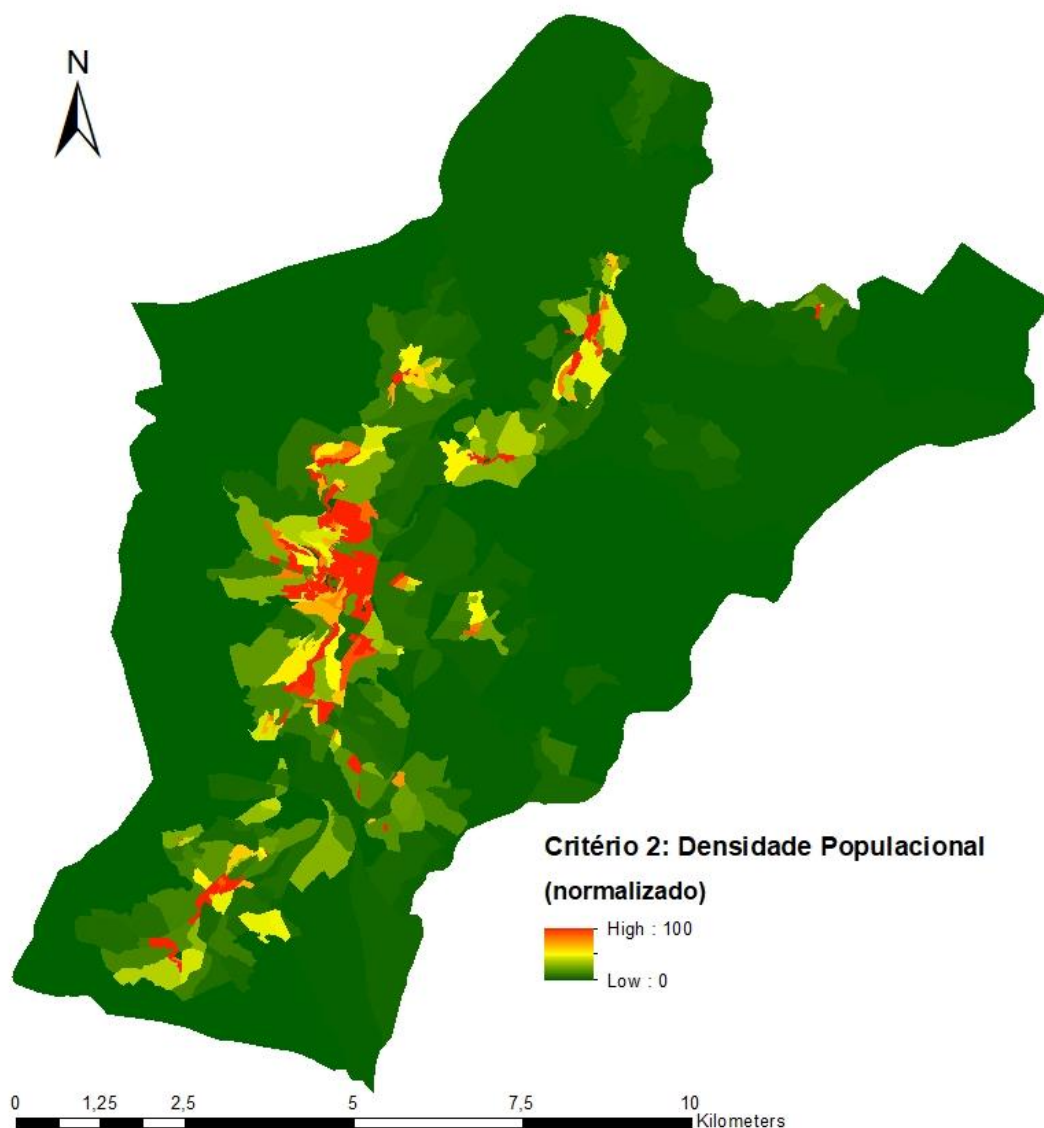 N
Critério 2: Densidade Populacional
(normalizado)
High : 100
Low : 0
0 1,25 2,5 5 7,5 10
Kilometers